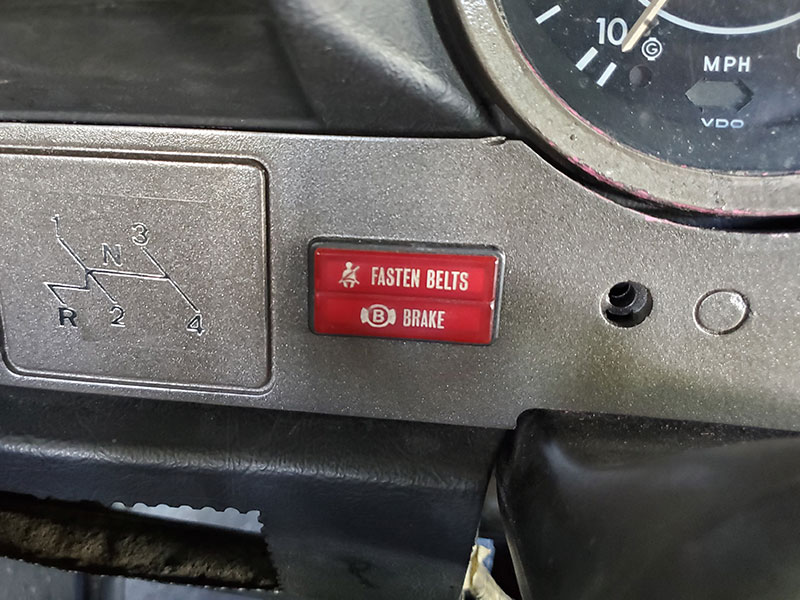 10
G
MPH
VDO
1 N 3
R 2 4
FASTEN BELTS
B BRAKE